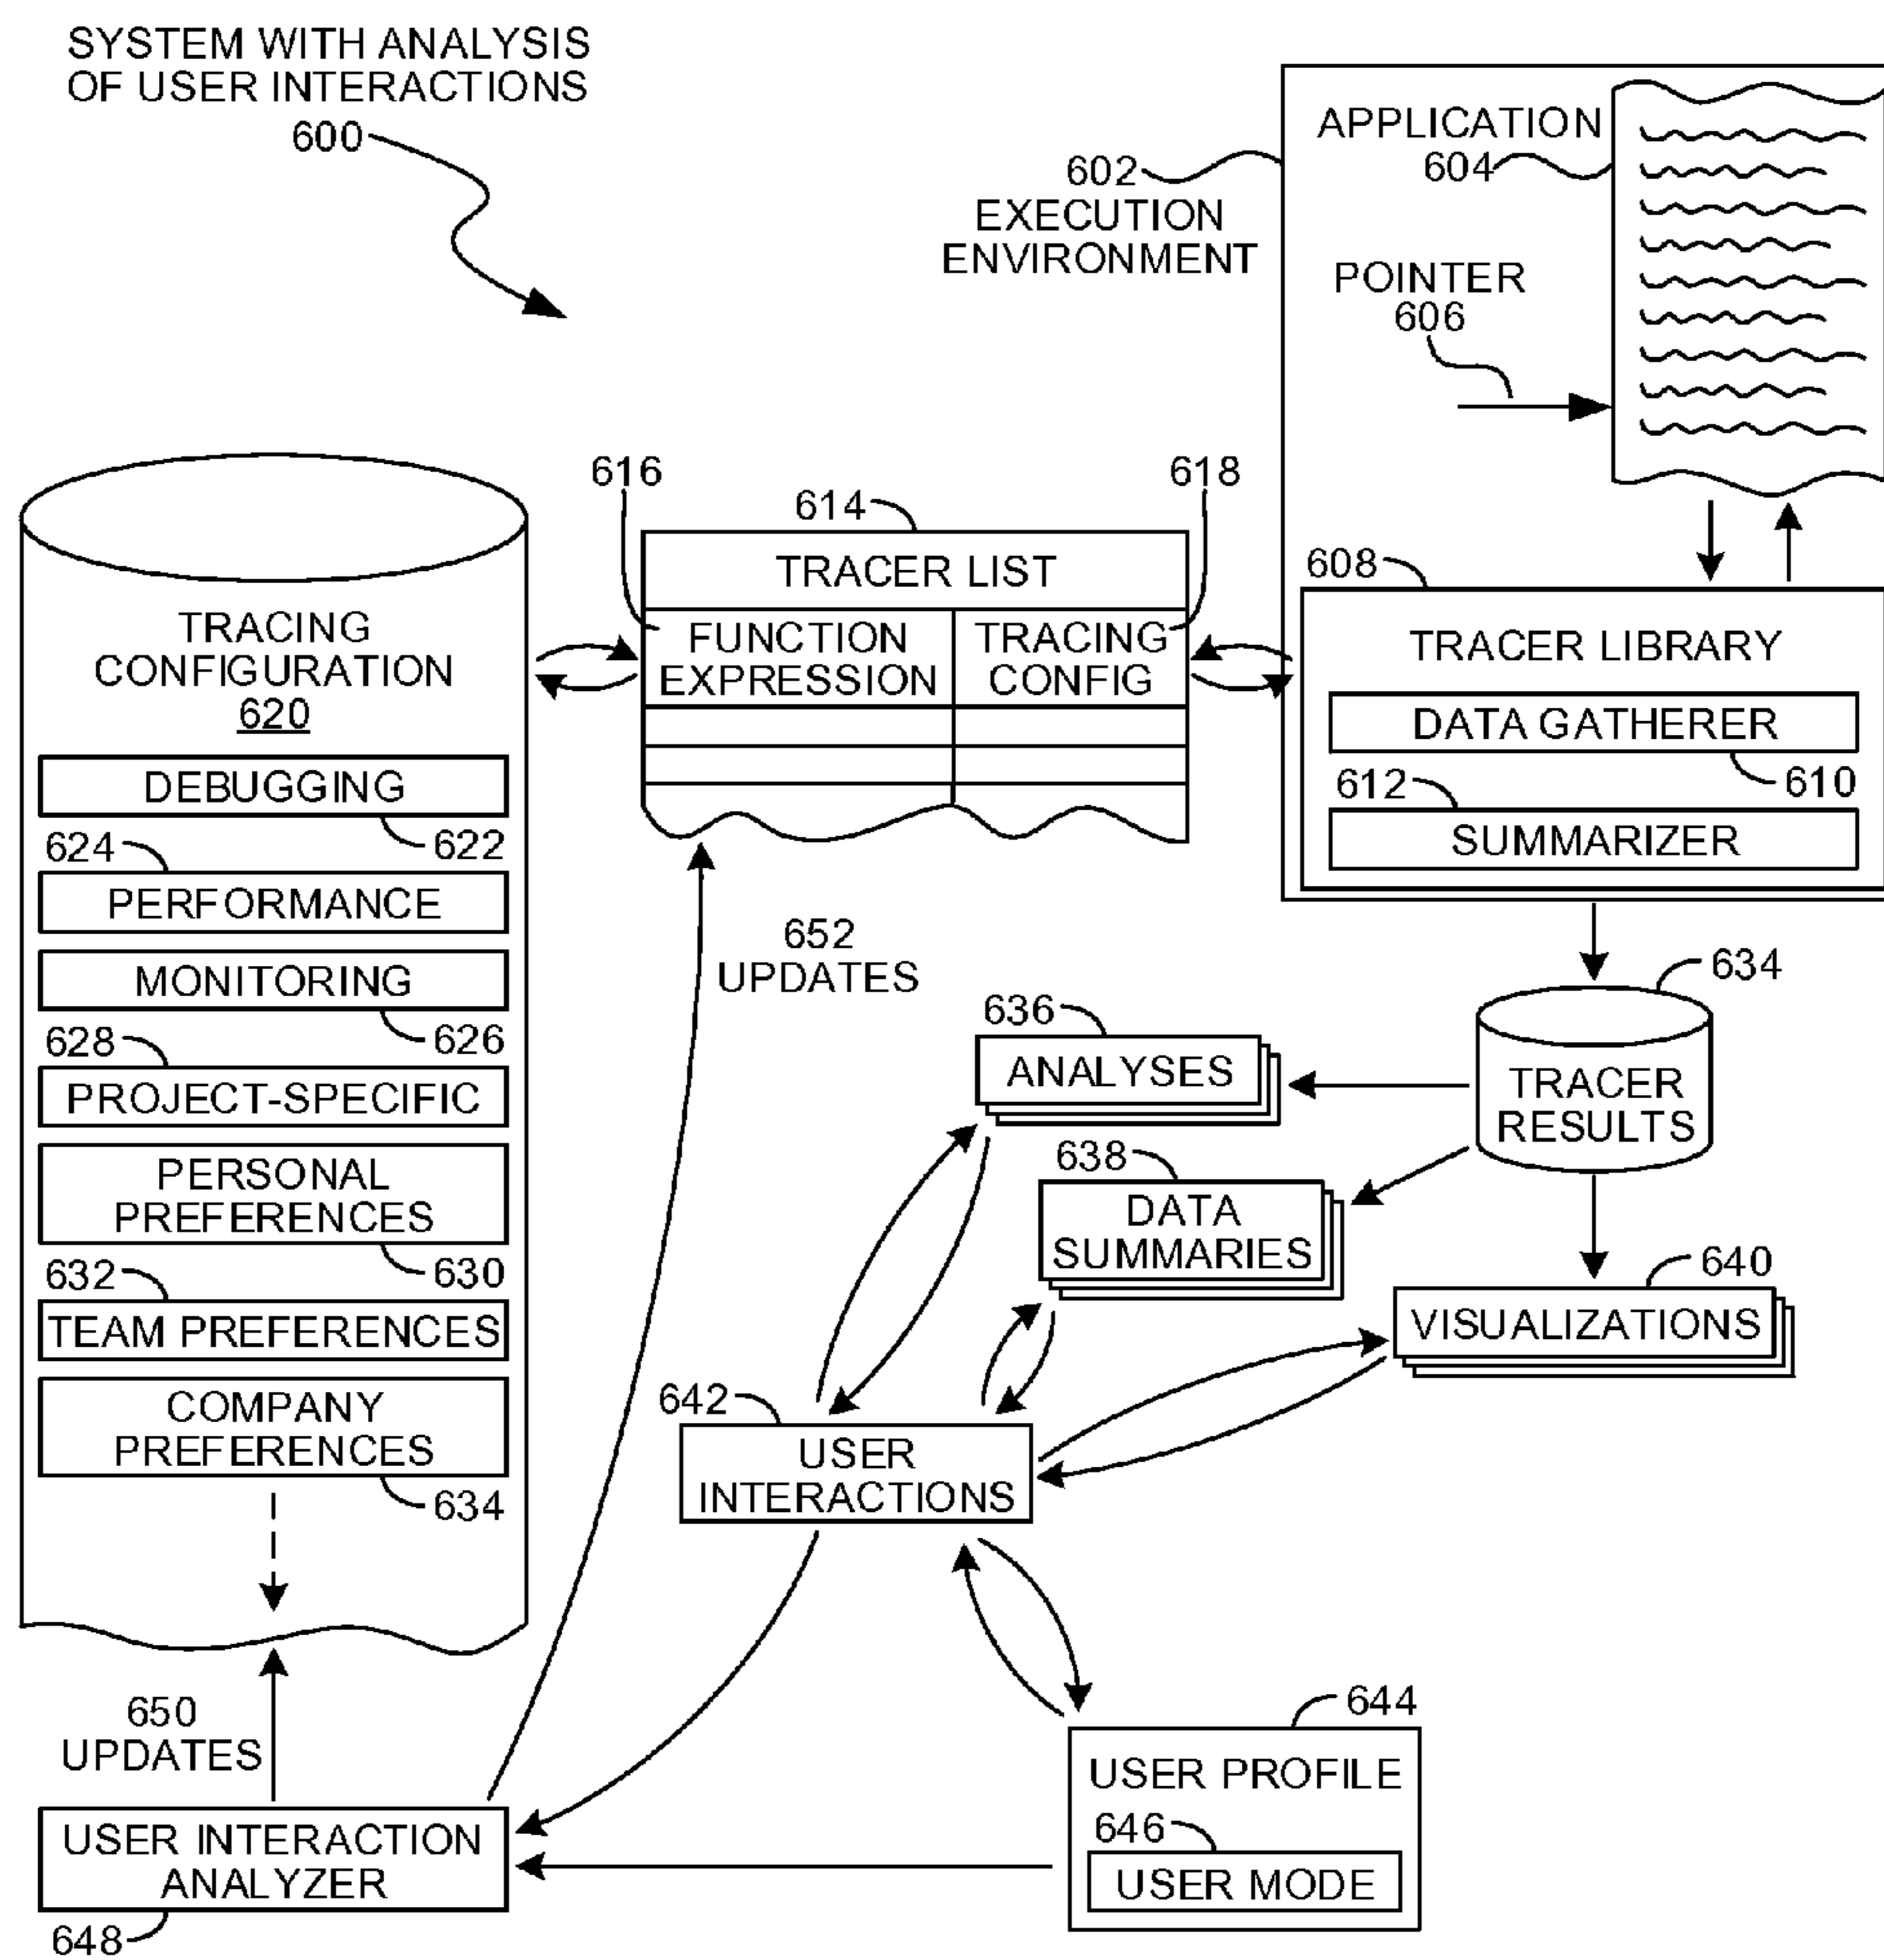 SYSTEM WITH ANALYSIS
OF USER INTERACTIONS
600
602
EXECUTION
ENVIRONMENT
APPLICATION
604
POINTER
606
616
614
618
TRACER LIST
FUNCTION
EXPRESSION
TRACING
CONFIG
608
TRACER LIBRARY
DATA GATHERER
610
612
SUMMARIZER
TRACING
CONFIGURATION
620
DEBUGGING
622
624
PERFORMANCE
MONITORING
626
628
PROJECT-SPECIFIC
PERSONAL
PREFERENCES
630
632
TEAM PREFERENCES
COMPANY
PREFERENCES
634
652
UPDATES
634
TRACER
RESULTS
636
ANALYSES
638
DATA
SUMMARIES
640
VISUALIZATIONS
642
USER
INTERACTIONS
644
USER PROFILE
646
USER MODE
650
UPDATES
USER INTERACTION
ANALYZER
648